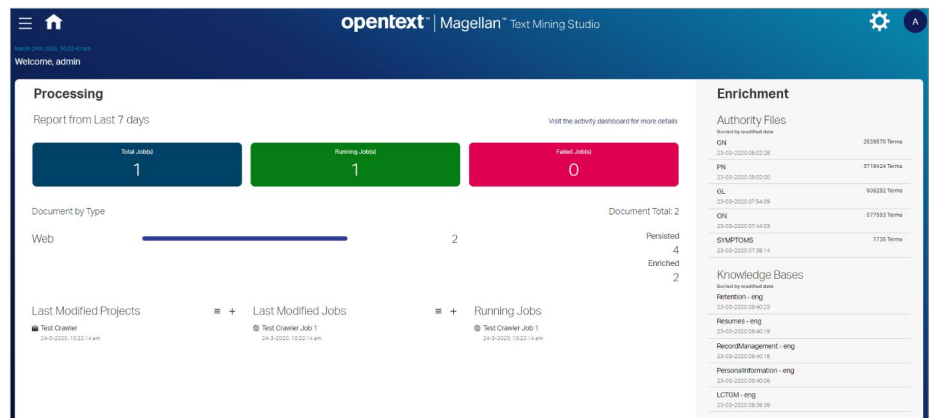 opentext™ | Magellan™ Text Mining Studio
A
March 24th 2020, 10:22:40 am
Welcome, admin
Processing
Report from Last 7 days
Visit the activity dashboard for more details
Total Job(s)
1
Running Job(s)
1
Failed Job(s)
0
Document by Type
Document Total: 2
Web
2
Persisted
4
Enriched
2
Last Modified Projects
Test Crawler
24-3-2020, 10:22:14 am
Last Modified Jobs
Test Crawler Job 1
24-3-2020, 10:22:14 am
Running Jobs
Test Crawler Job 1
24-3-2020, 10:22:14 am
Enrichment
Authority Files
Sorted by modified date
GN 2539575 Terms
23-03-2020 09:02:28
PN 3719424 Terms
23-03-2020 09:02:00
GL 606282 Terms
23-03-2020 07:54:09
ON 577593 Terms
23-03-2020 07:44:03
SYMPTOMS 1735 Terms
23-03-2020 07:38:14
Knowledge Bases
Sorted by modified date
Retention - eng
23-03-2020 09:40:23
Resumes - eng
23-03-2020 09:40:19
RecordManagement - eng
23-03-2020 09:40:16
PersonalInformation - eng
23-03-2020 09:40:06
LCTGM - eng
23-03-2020 09:39:39